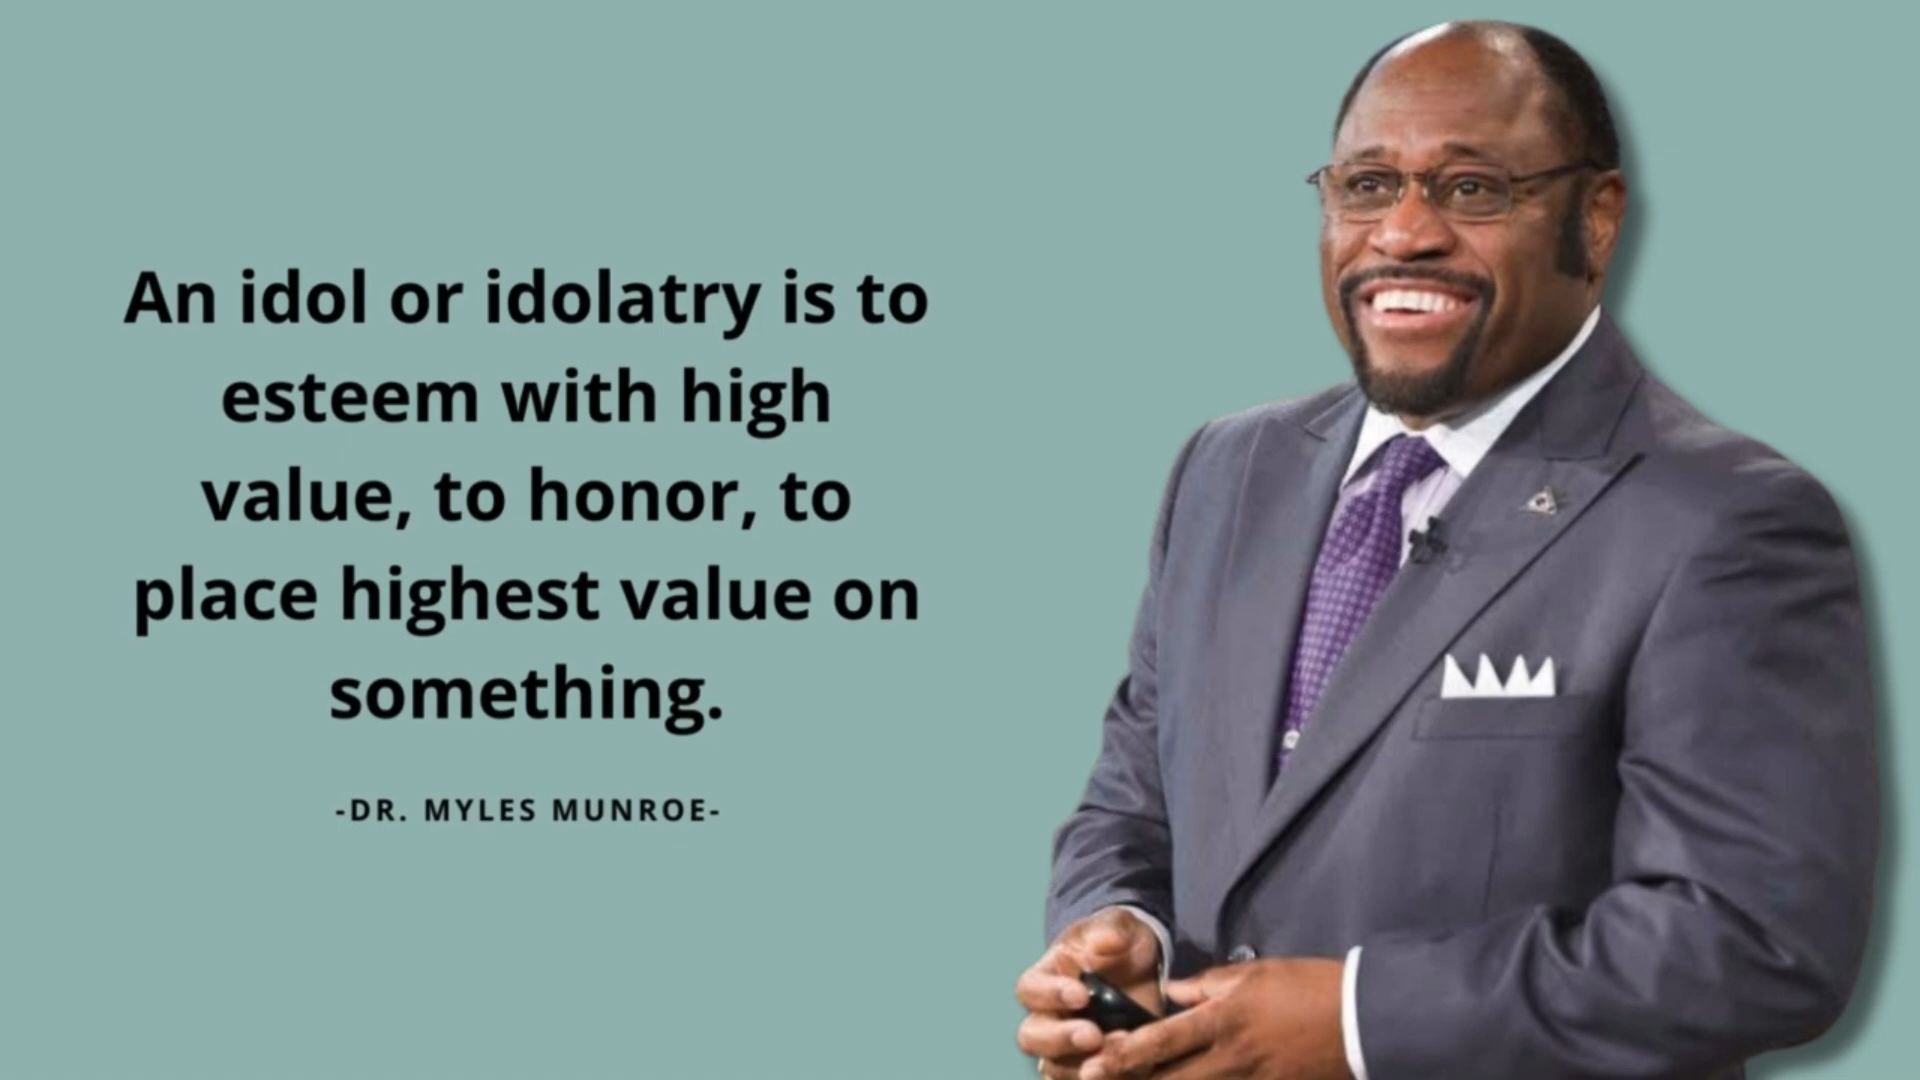 An idol or idolatry is to
esteem with high
value, to honor, to
place highest value on
something.
-DR. MYLES MUNROE-